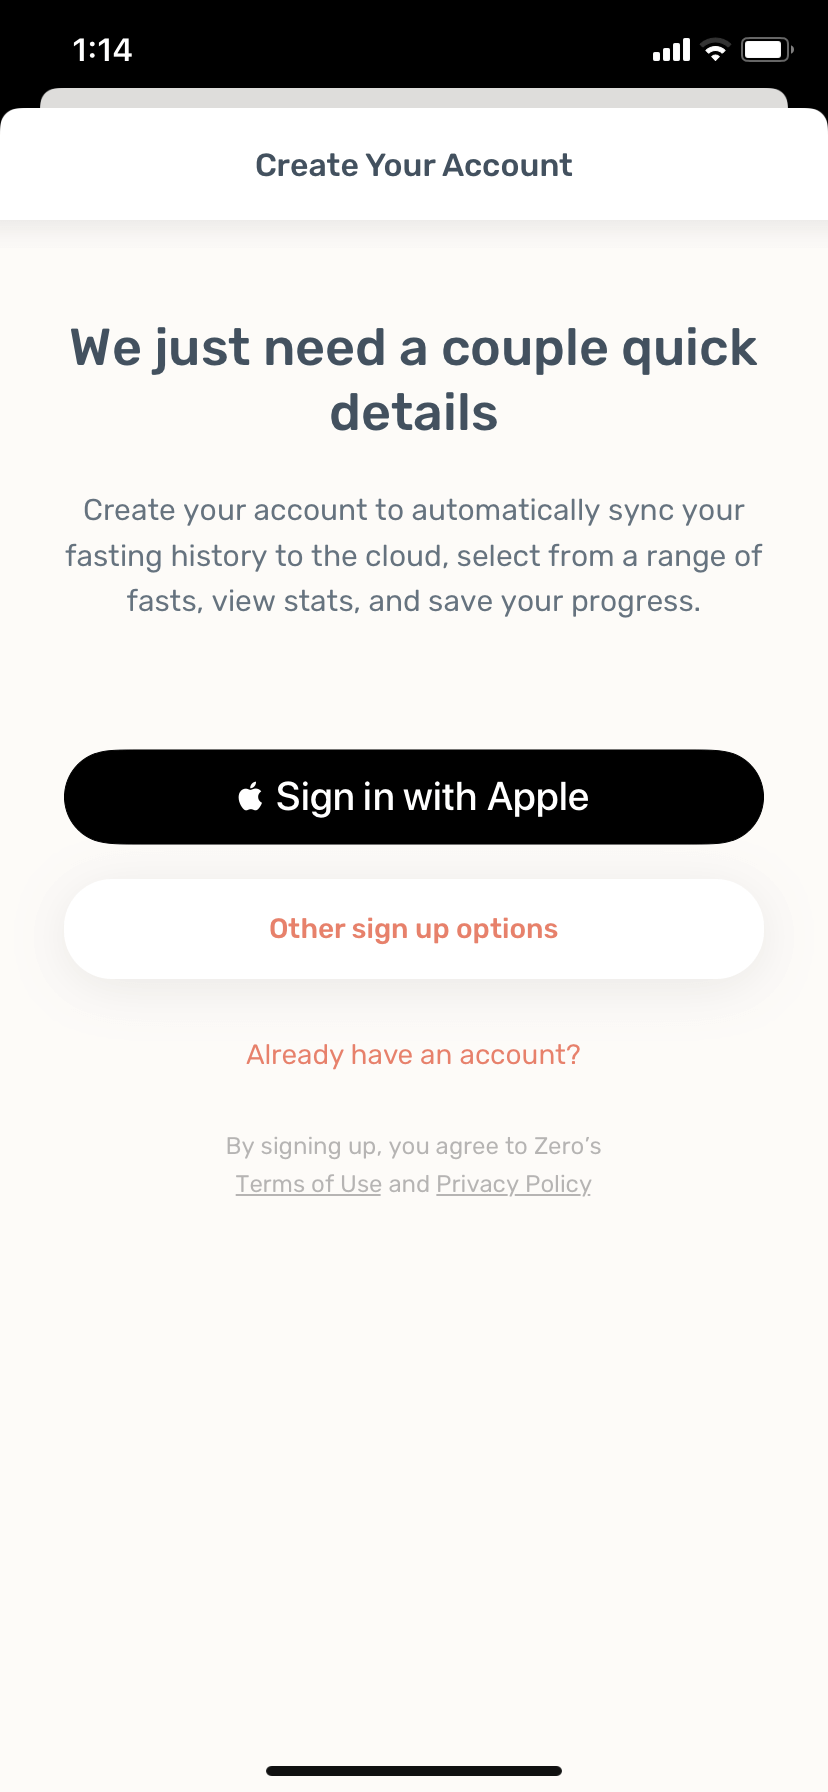 1:14
Create Your Account
We just need a couple quick
details
Create your account to automatically sync your
fasting history to the cloud, select from a range of
fasts, view stats, and save your progress.
Sign in with Apple
Other sign up options
Already have an account?
By signing up, you agree to Zero’s
Terms of Use and Privacy Policy